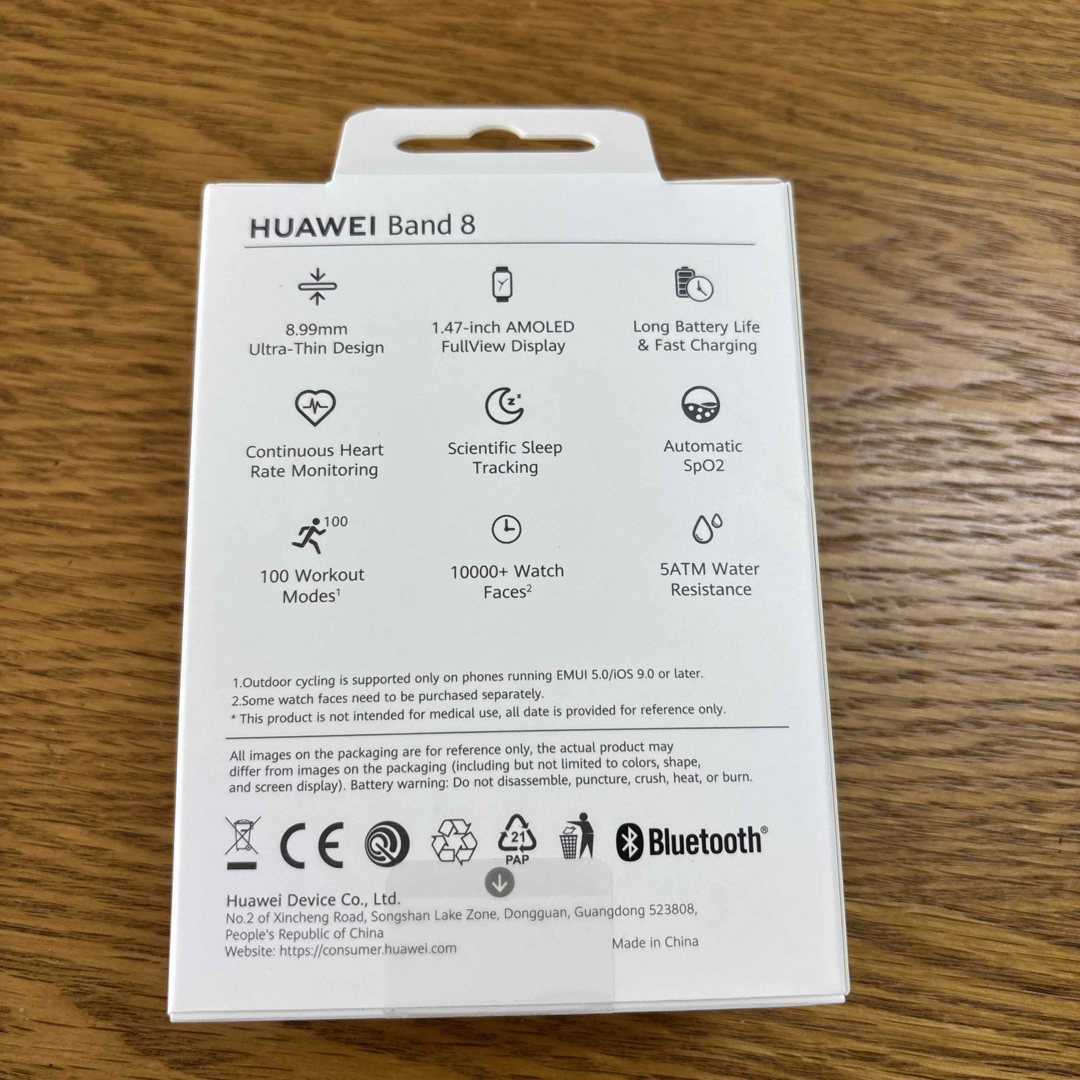 HUAWEI Band 8
8.99mm
Ultra-Thin Design
1.47-inch AMOLED
FullView Display
Long Battery Life
& Fast Charging
Continuous Heart
Rate Monitoring
Scientific Sleep
Tracking
Automatic
SpO2
100
100 Workout
Modes¹
10000+ Watch
Faces²
5ATM Water
Resistance
1.Outdoor cycling is supported only on phones running EMUI 5.0/iOS 9.0 or later.
2.Some watch faces need to be purchased separately.
* This product is not intended for medical use, all date is provided for reference only.
All images on the packaging are for reference only, the actual product may
differ from images on the packaging (including but not limited to colors, shape,
and screen display). Battery warning: Do not disassemble, puncture, crush, heat, or burn.
CE
21
PAP
Bluetooth®
Huawei Device Co., Ltd.
No.2 of Xincheng Road, Songshan Lake Zone, Dongguan, Guangdong 523808,
People's Republic of China
Website: https://consumer.huawei.com
Made in China